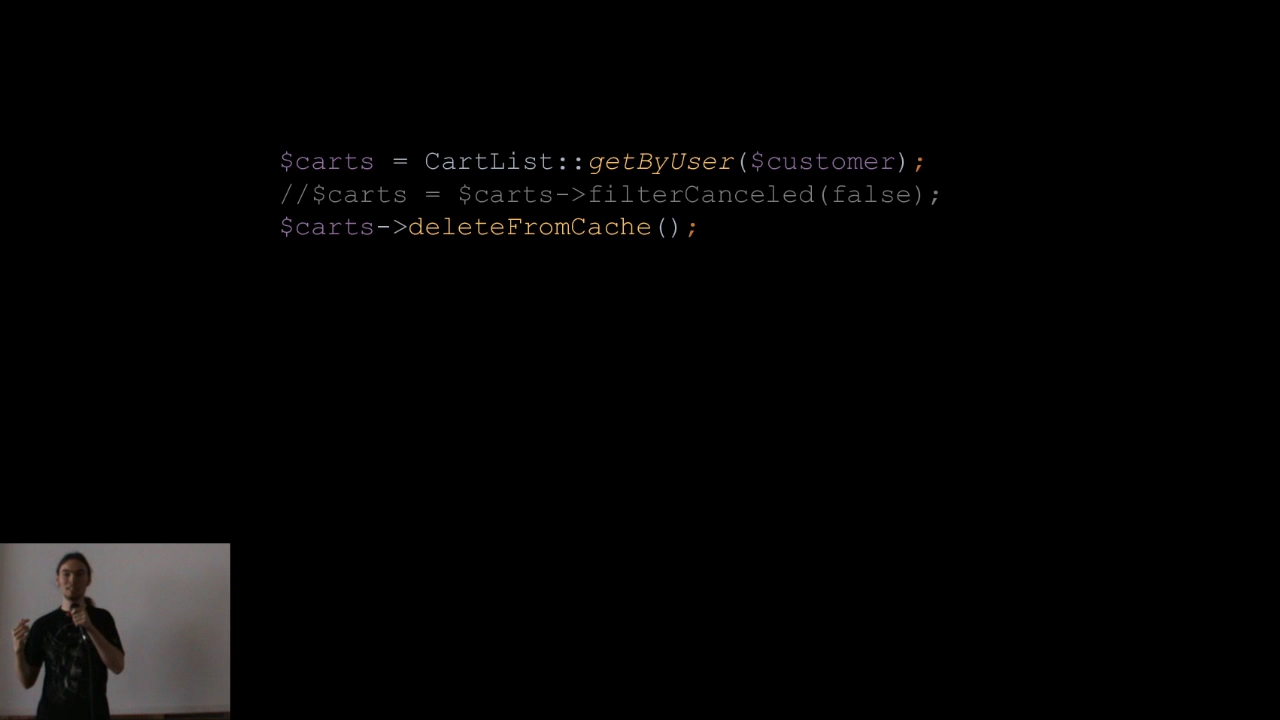 $carts = CartList::getByUser($customer);
//$carts = $carts->filterCanceled(false);
$carts->deleteFromCache();